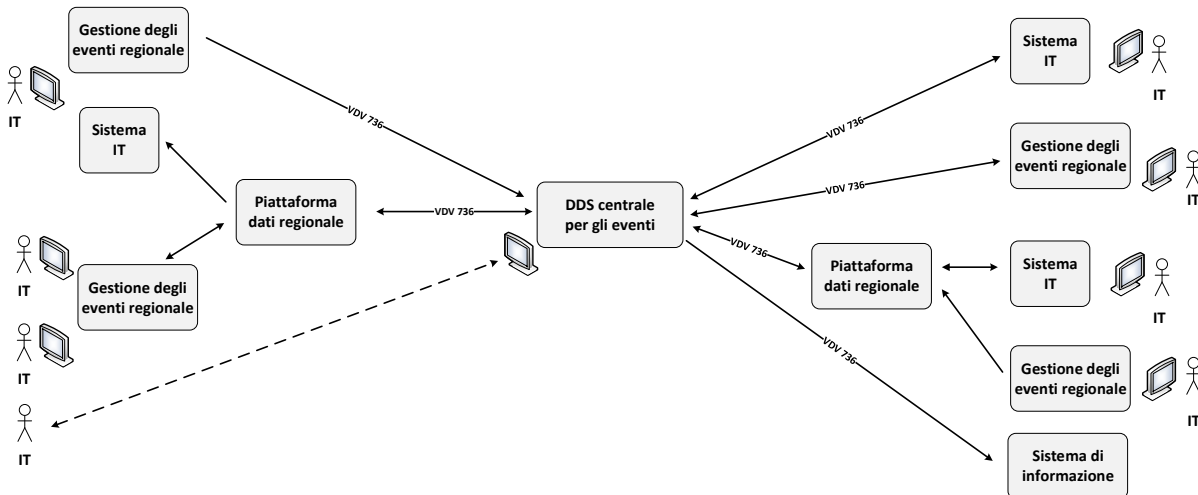 Gestione degli
eventi regionale
IT
Sistema
IT
VDV 736
Piattaforma
dati regionale
VDV 736
IT
Gestione degli
eventi regionale
IT
IT
DDS centrale
per gli eventi
VDV 736
VDV 736
VDV 736
VDV 736
Sistema
IT
IT
Gestione degli
eventi regionale
IT
Piattaforma
dati regionale
Sistema
IT
IT
Gestione degli
eventi regionale
IT
Sistema di
informazione